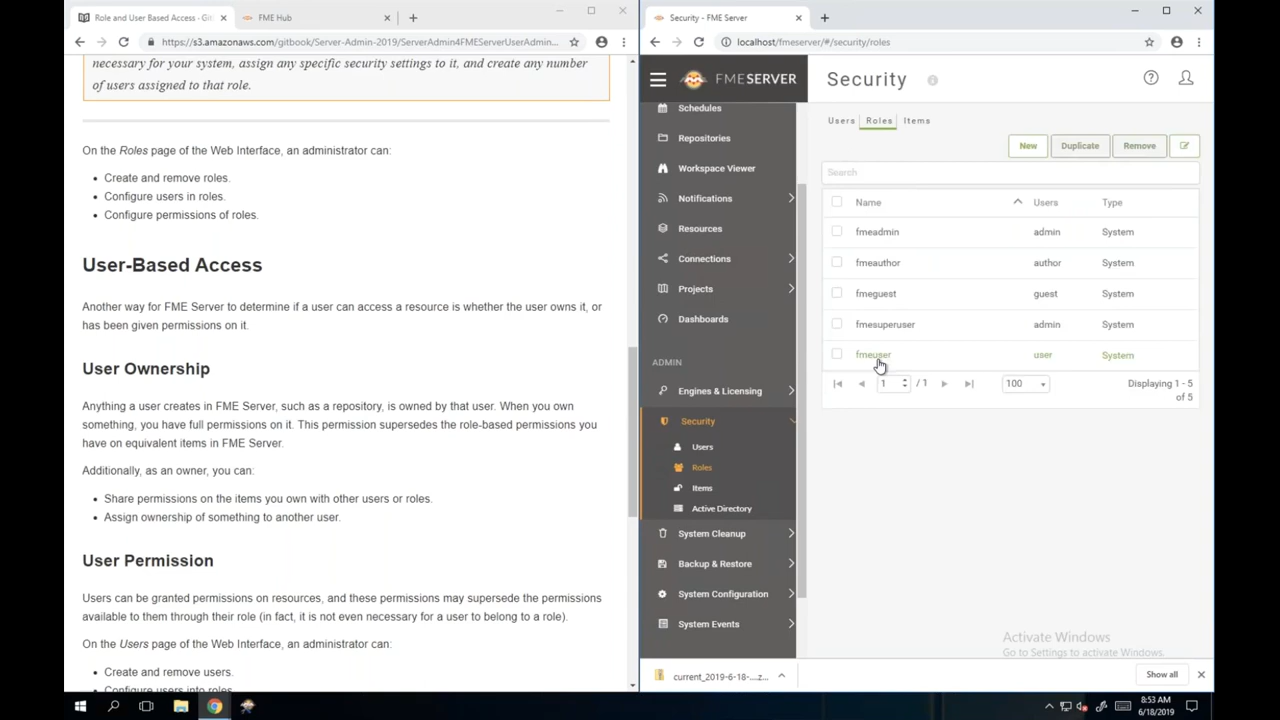 Role and User Based Access - Git
FME Hub
https://s3.amazonaws.com/gitbook/Server-Admin-2019/ServerAdmin4FMEServerUserAdmin...
necessary for your system, assign any specific security settings to it, and create any number
of users assigned to that role.
On the Roles page of the Web Interface, an administrator can:
• Create and remove roles.
• Configure users in roles.
• Configure permissions of roles.
User-Based Access
Another way for FME Server to determine if a user can access a resource is whether the user owns it, or
has been given permissions on it.
User Ownership
Anything a user creates in FME Server, such as a repository, is owned by that user. When you own
something, you have full permissions on it. This permission supersedes the role-based permissions you
have on equivalent items in FME Server.
Additionally, as an owner, you can:
• Share permissions on the items you own with other users or roles.
• Assign ownership of something to another user.
User Permission
Users can be granted permissions on resources, and these permissions may supersede the permissions
available to them through their role (in fact, it is not even necessary for a user to belong to a role).
On the Users page of the Web Interface, an administrator can:
• Create and remove users.
• Configure users into roles.
Security - FME Server
localhost/fmeserver/#/security/roles
FMESERVER
Security
Schedules
Repositories
Workspace Viewer
Notifications
Resources
Connections
Projects
Dashboards
ADMIN
Engines & Licensing
Security
Users
Roles
Items
Active Directory
System Cleanup
Backup & Restore
System Configuration
System Events
Users Roles Items
New Duplicate Remove
Search
Name Users Type
fmeadmin admin System
fmeauthor author System
fmeguest guest System
fmesuperuser admin System
fmeuser user System
1 / 1 100 Displaying 1 - 5
of 5
Activate Windows
Go to Settings to activate Windows.
current_2019-6-18-....z...
Show all
8:53 AM
6/18/2019